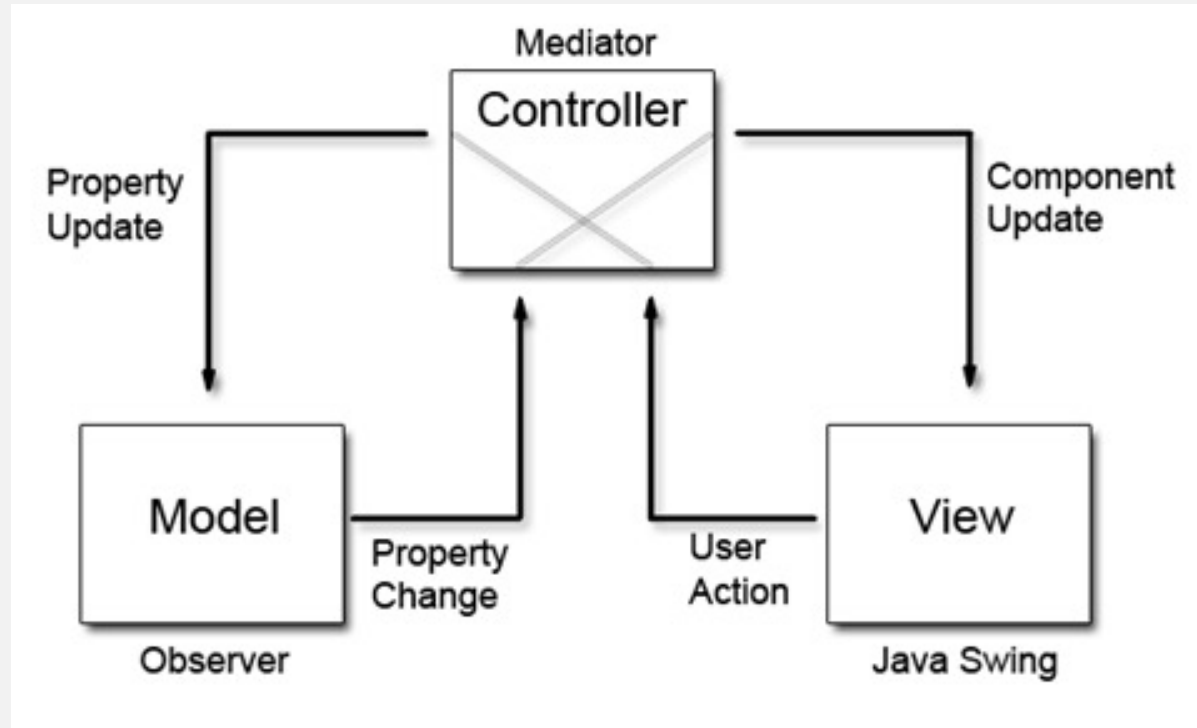 Mediator
Controller
Property
Update
Component
Update
Model
Property
Change
User
Action
View
Observer
Java Swing